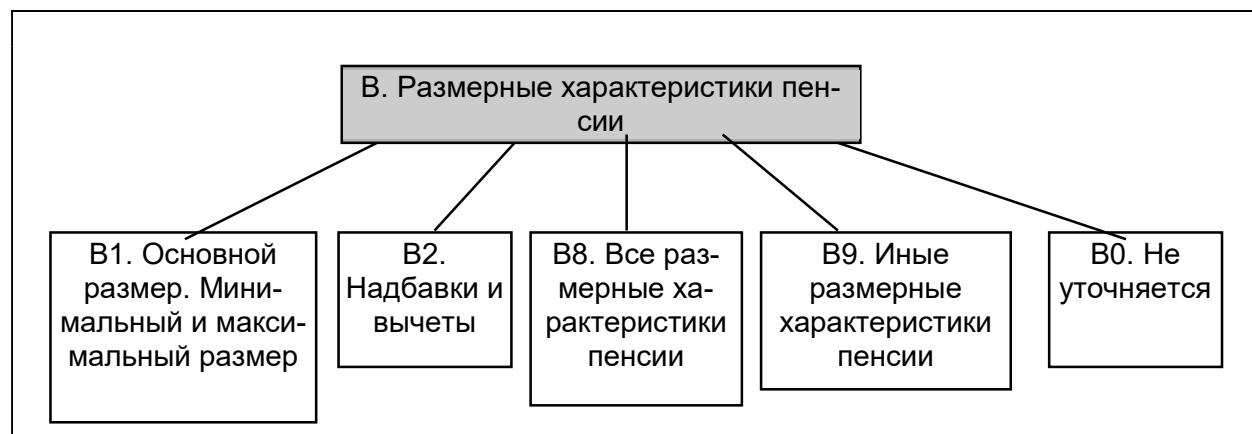 В. Размерные характеристики пен-
сии
В1. Основной
размер. Мини-
мальный и макси-
мальный размер
В2.
Надбавки и
вычеты
В8. Все раз-
мерные ха-
рактеристики
пенсии
В9. Иные
размерные
характеристики
пенсии
В0. Не
уточняется